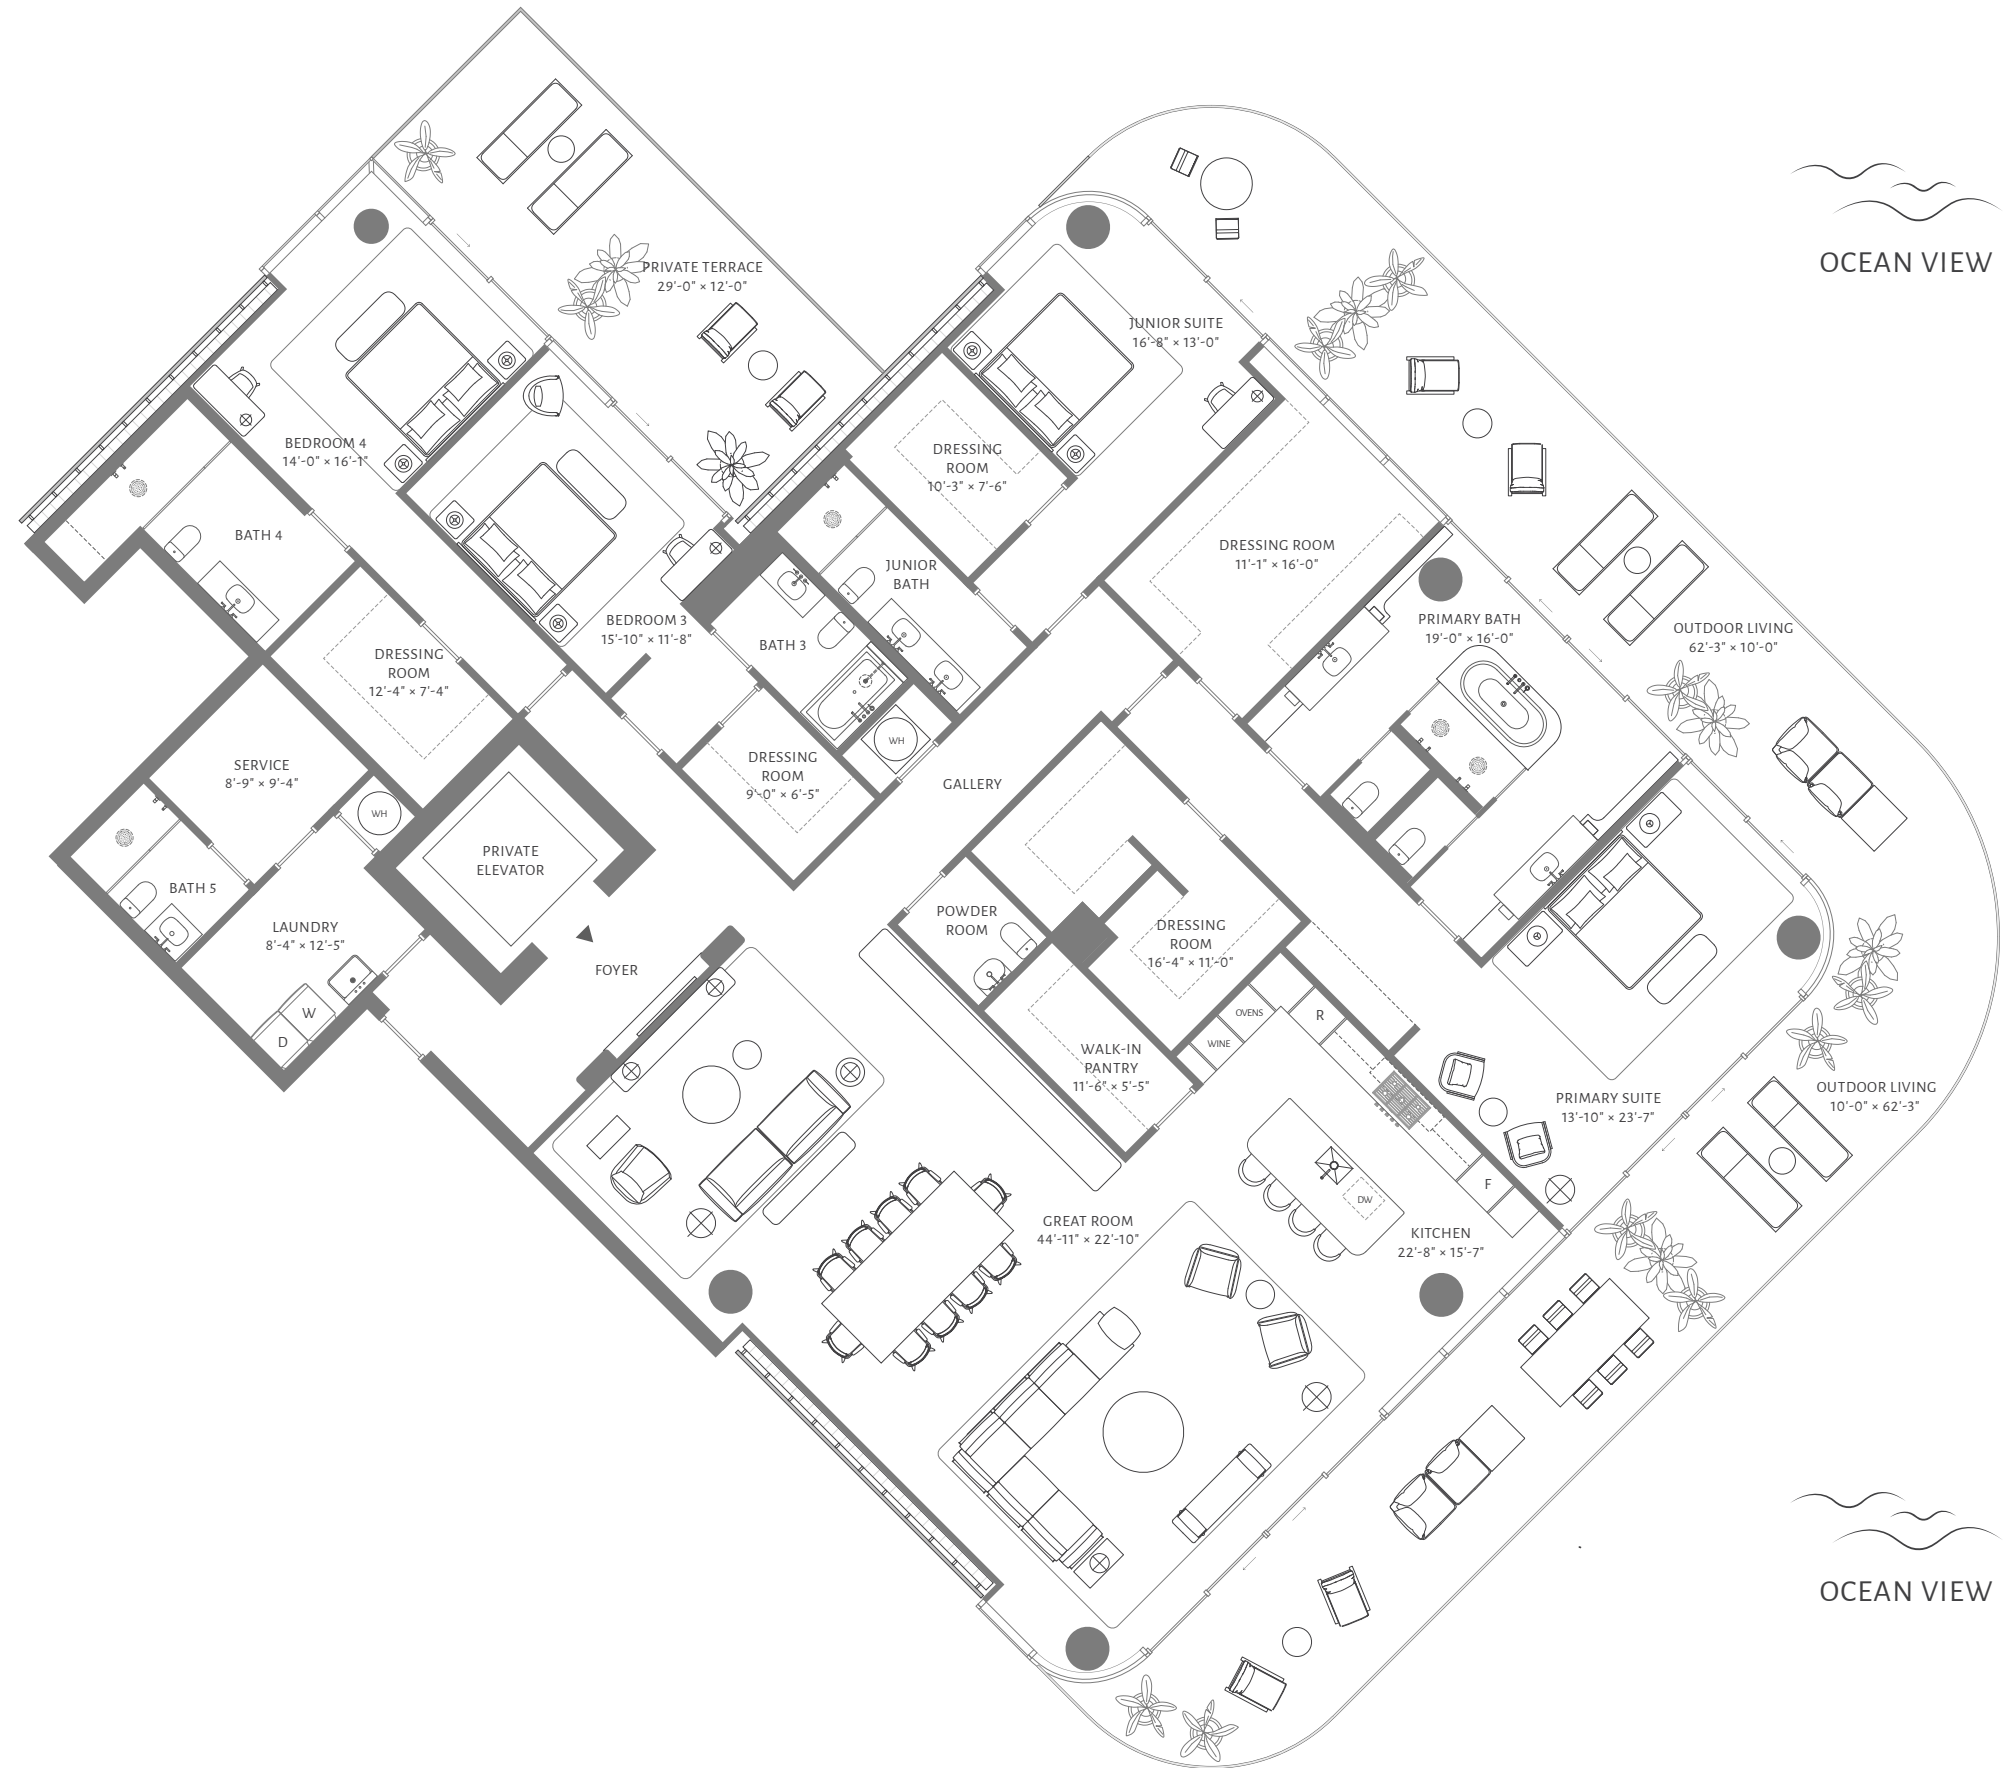 OCEAN VIEW
PRIVATE TERRACE
29'-0" × 12'-0"
JUNIOR SUITE
16'-8" × 13'-0"
BEDROOM 4
14'-0" × 16'-1"
DRESSING
ROOM
10'-3" × 7'-6"
BATH 4
DRESSING ROOM
11'-1" × 16'-0"
JUNIOR
BATH
BEDROOM 3
15'-10" × 11'-8"
PRIMARY BATH
19'-0" × 16'-0"
OUTDOOR LIVING
62'-3" × 10'-0"
BATH 3
DRESSING
ROOM
12'-4" × 7'-4"
WH
SERVICE
8'-9" × 9'-4"
DRESSING
ROOM
9'-0" × 6'-5"
GALLERY
WH
PRIVATE
ELEVATOR
BATH 5
LAUNDRY
8'-4" × 12'-5"
POWDER
ROOM
DRESSING
ROOM
16'-4" × 11'-0"
FOYER
W
D
OVENS
R
WINE
WALK-IN
PANTRY
11'-6" × 5'-5"
PRIMARY SUITE
13'-10" × 23'-7"
OUTDOOR LIVING
10'-0" × 62'-3"
F
DW
GREAT ROOM
44'-11" × 22'-10"
KITCHEN
22'-8" × 15'-7"
OCEAN VIEW